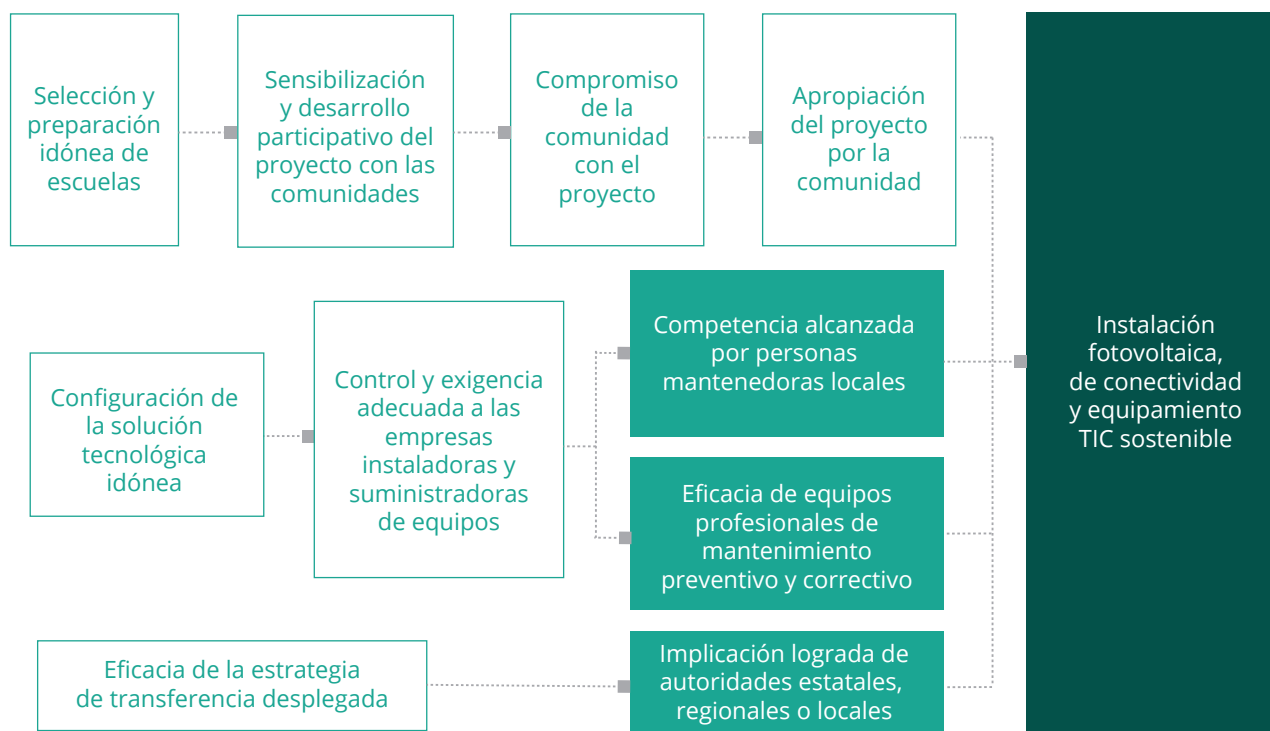 Selección y
preparación
idónea de
escuelas
Sensibilización
y desarrollo
participativo del
proyecto con las
comunidades
Compromiso
de la
comunidad
con el
proyecto
Apropiación
del proyecto
por la
comunidad
Configuración de
la solución
tecnológica
idónea
Control y exigencia
adecuada a las
empresas
instaladoras y
suministradoras
de equipos
Competencia alcanzada
por personas
mantenedoras locales
Eficacia de equipos
profesionales de
mantenimiento
preventivo y correctivo
Eficacia de la estrategia
de transferencia desplegada
Implicación lograda de
autoridades estatales,
regionales o locales
Instalación
fotovoltaica,
de conectividad
y equipamiento
TIC sostenible